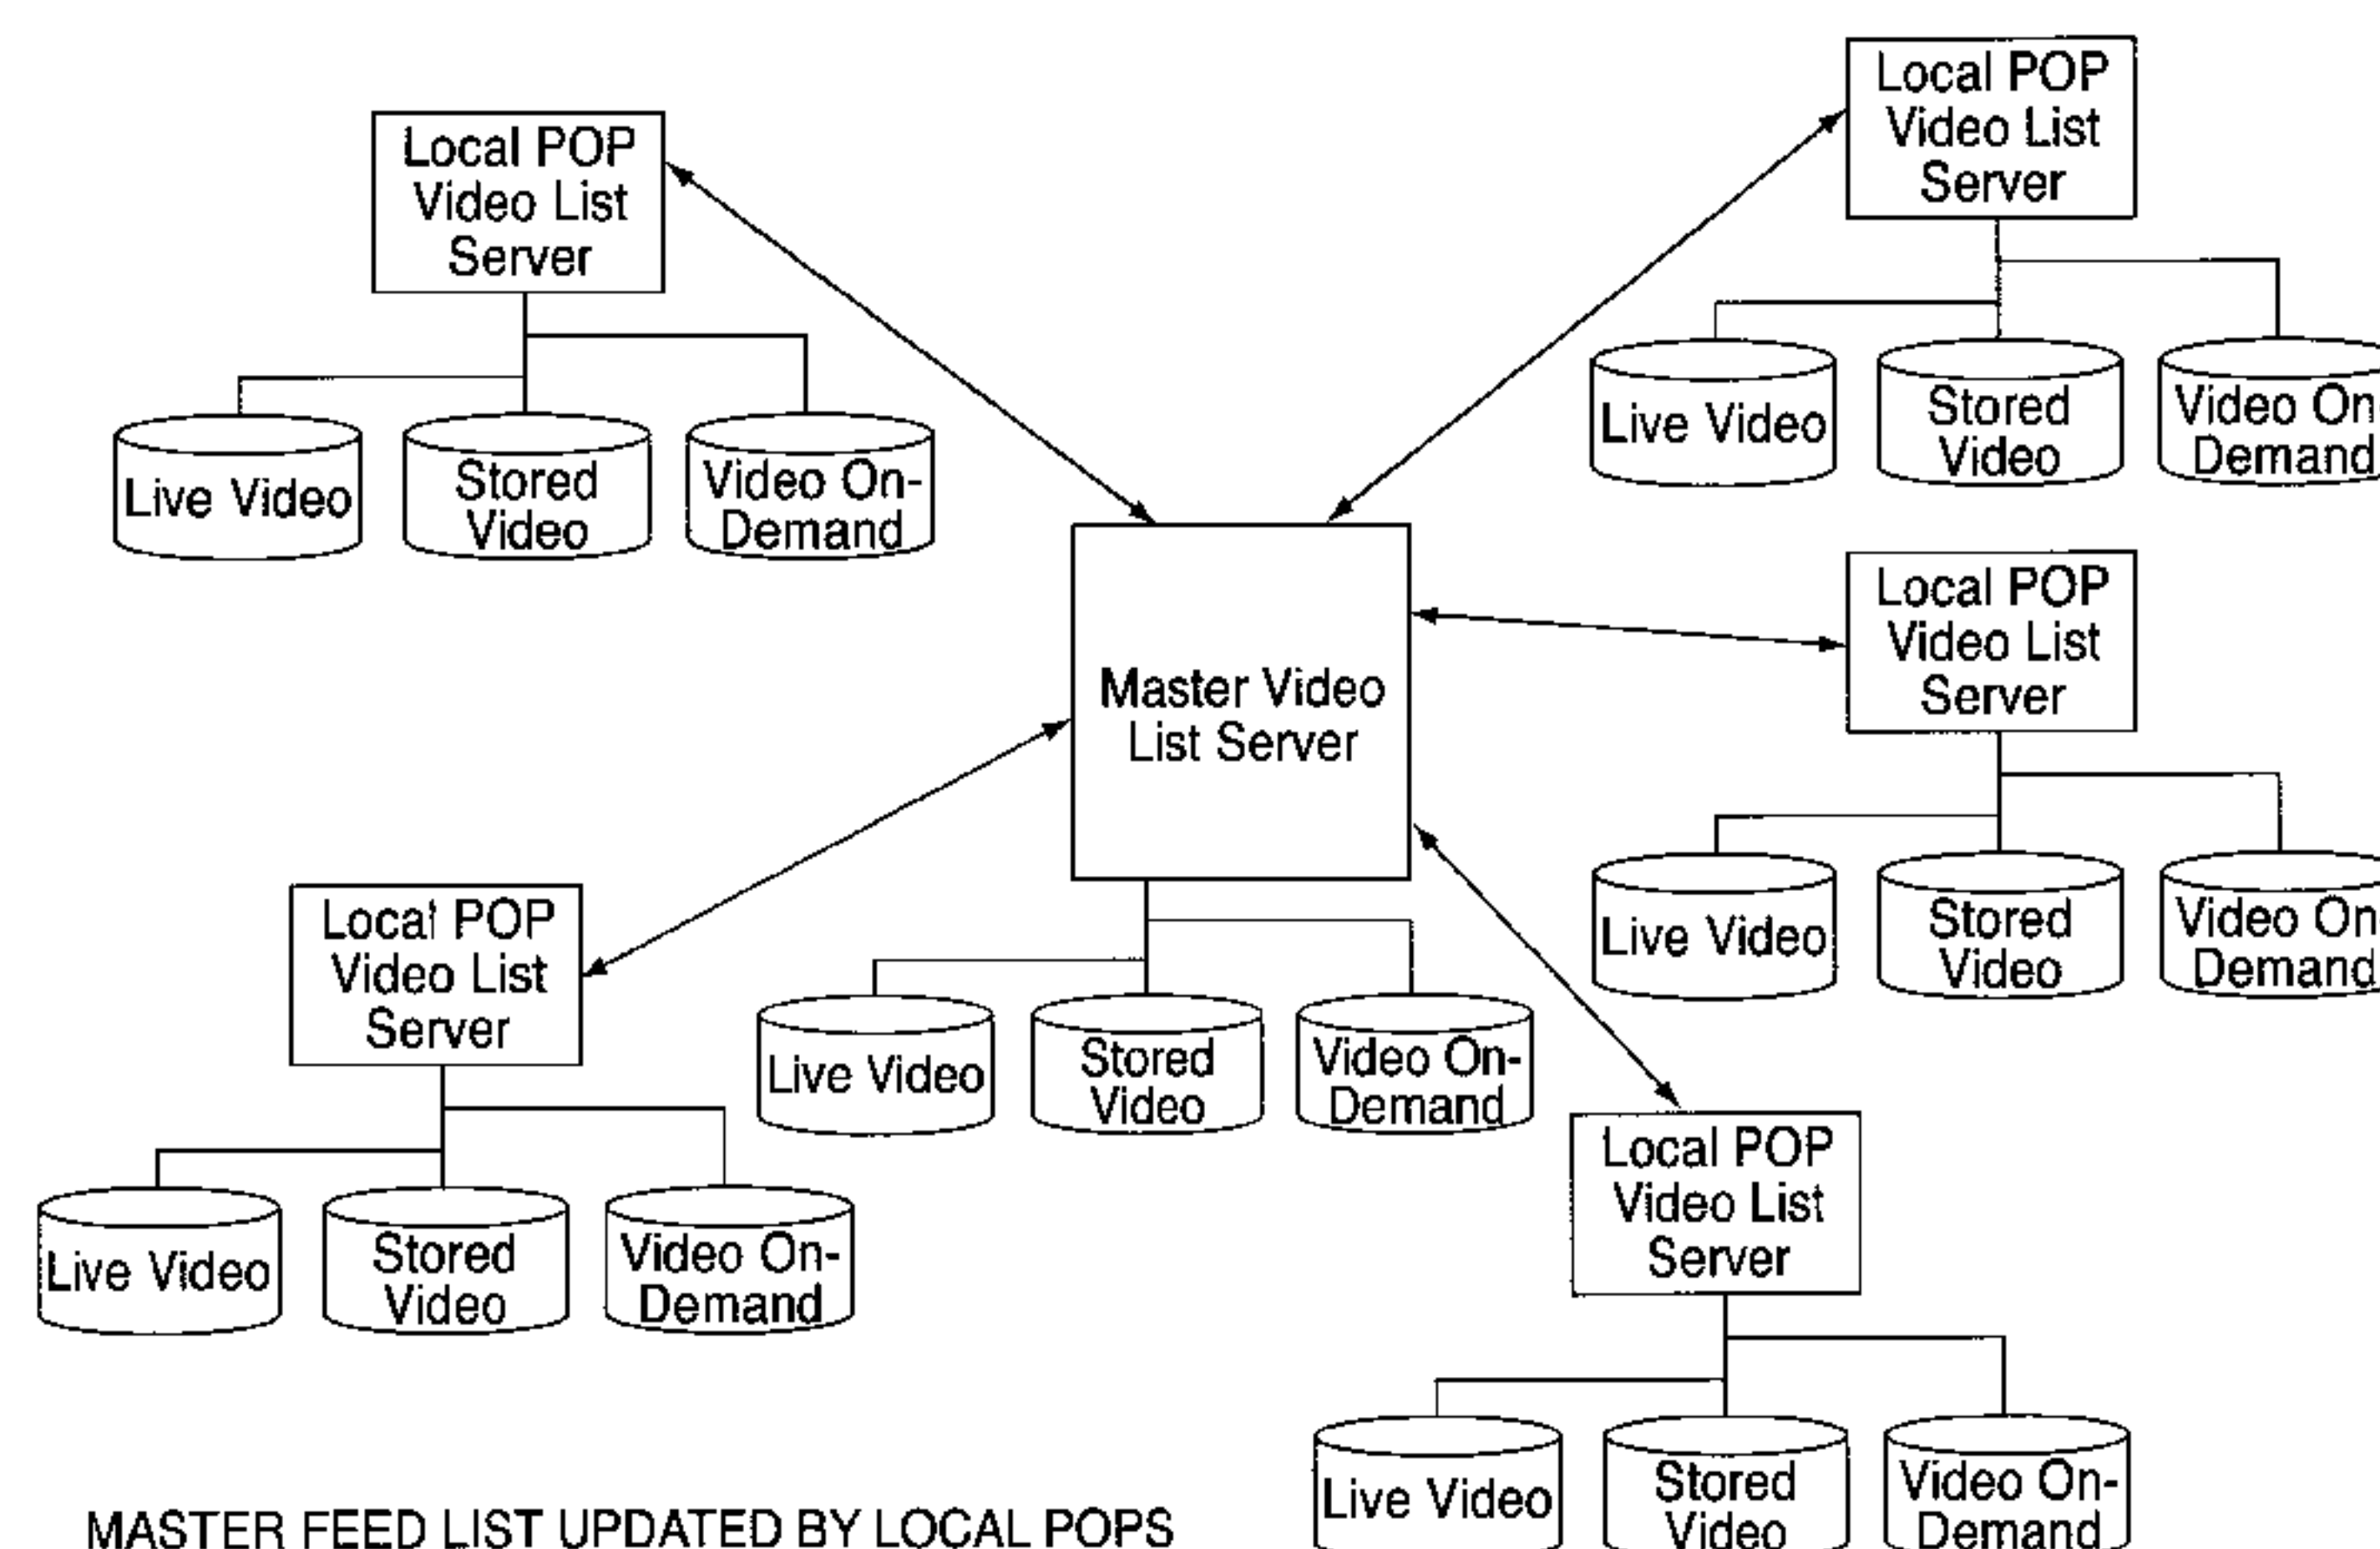 Local POP
Video List
Server
Live Video
Stored
Video
Video On-
Demand
Local POP
Video List
Server
Live Video
Stored
Video
Video On
Demand
Master Video
List Server
Live Video
Stored
Video
Video On-
Demand
Local POP
Video List
Server
Live Video
Stored
Video
Video On
Demand
Local POP
Video List
Server
Live Video
Stored
Video
Video On-
Demand
Local POP
Video List
Server
Live Video
Stored
Video
Video On-
Demand
MASTER FEED LIST UPDATED BY LOCAL POPS